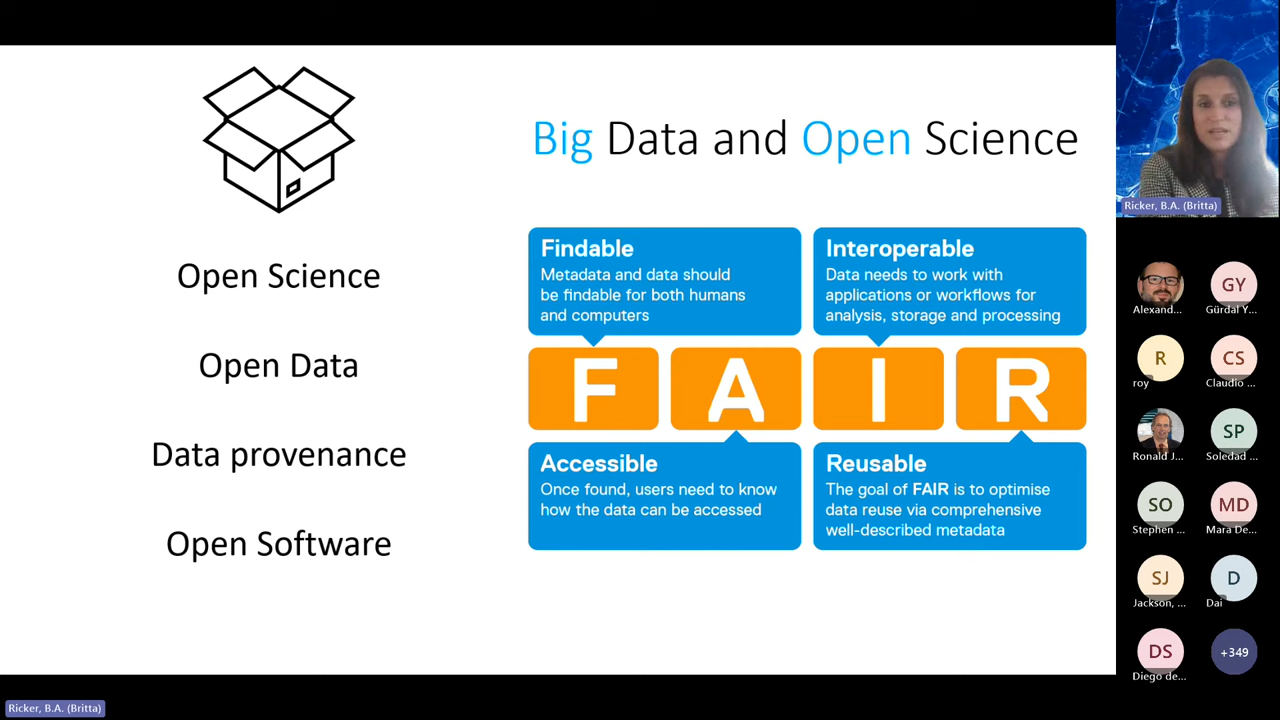 Big Data and Open Science
Open Science
Open Data
Data provenance
Open Software
Findable
Metadata and data should
be findable for both humans
and computers
Interoperable
Data needs to work with
applications or workflows for
analysis, storage and processing
F A I R
Accessible
Once found, users need to know
how the data can be accessed
Reusable
The goal of FAIR is to optimise
data reuse via comprehensive
well-described metadata
Ricker, B.A. (Britta)
Alexand...
GY
Gürdal Y...
R
roy
CS
Claudio ...
Ronald J...
SP
Soledad ...
SO
Stephen ...
MD
Mara De...
SJ
Jackson, ...
D
Dai
DS
Diego de...
+349
Ricker, B.A. (Britta)